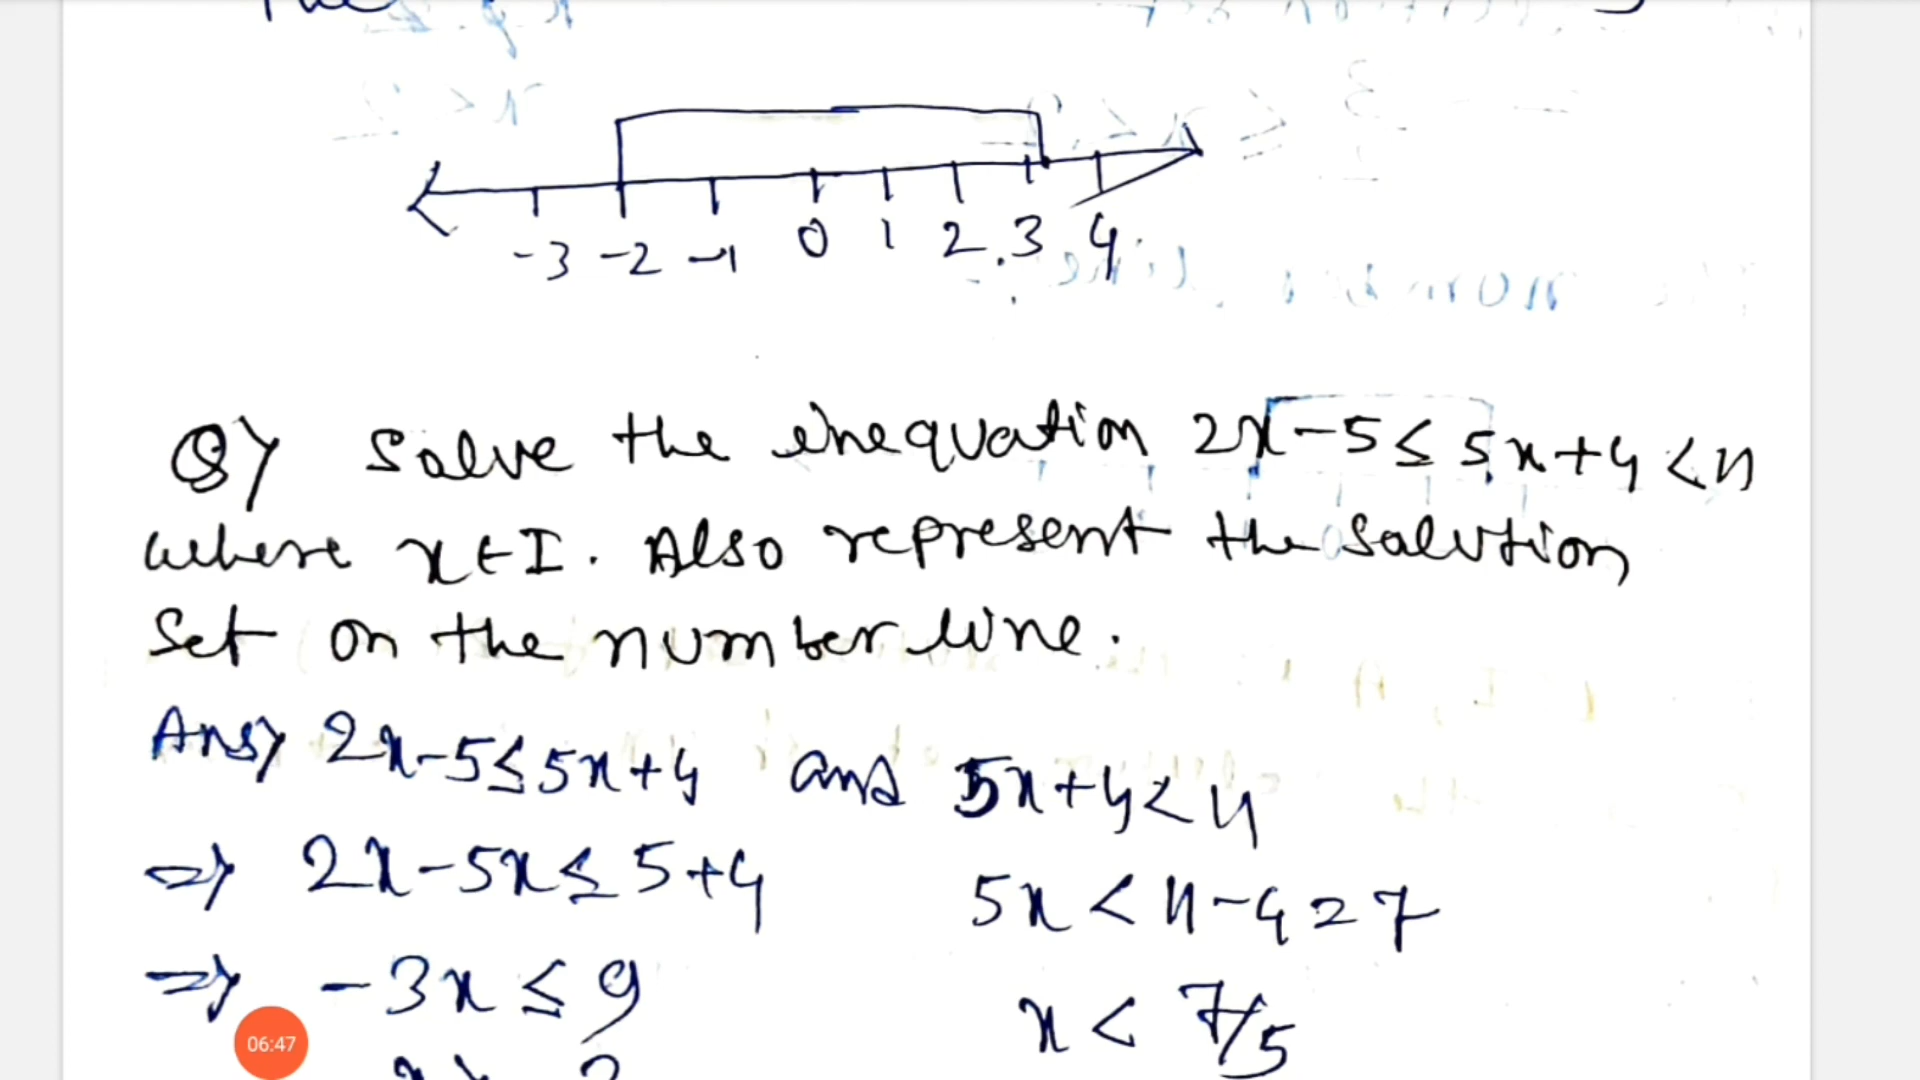 -3 -2 -1 0 1 2 3 4
Q) Solve the inequation 2x-5≤5x+4<11
where x∈I. Also represent the solution
set on the number line.
Ans) 2x-5≤5x+4 and 5x+4<11
=> 2x-5x≤5+4 5x<11-4=7
=> -3x≤9 x<7/5
06:47